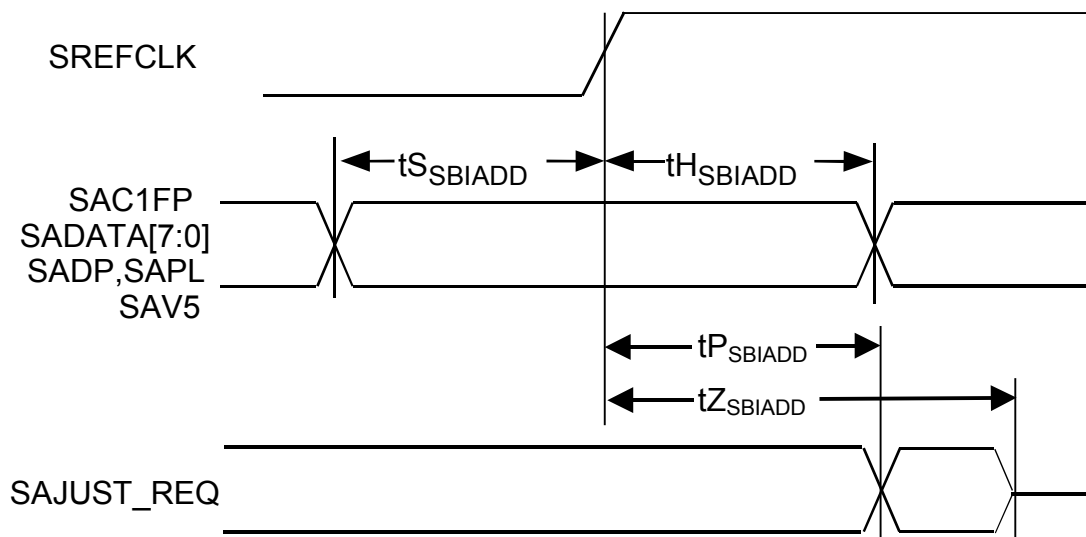 SREFCLK
tS_SBIADD
tH_SBIADD
SAC1FP
SADATA[7:0]
SADP,SAPL
SAV5
tP_SBIADD
tZ_SBIADD
SAJUST_REQ